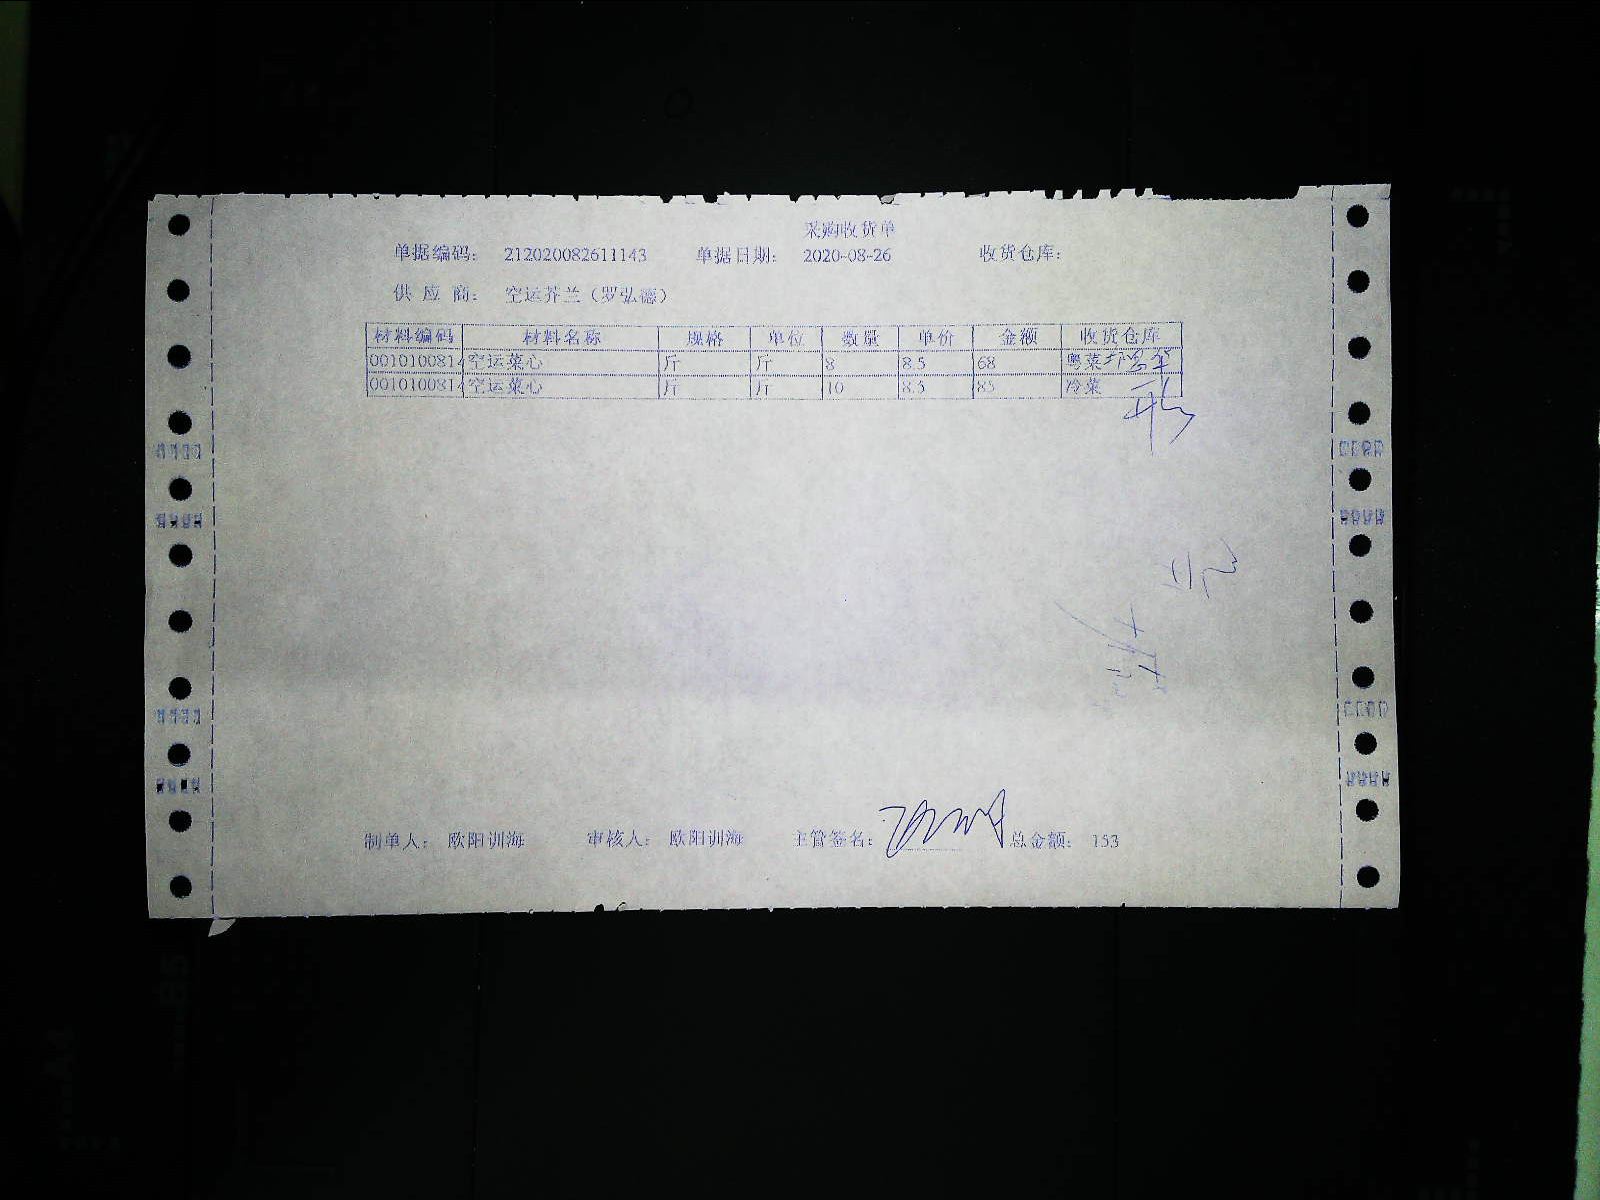 采购收货单
单据编码： 212020082611143 单据日期： 2020-08-26 收货仓库：
供 应 商： 空运芥兰（罗弘德）
材料编码 材料名称 规格 单位 数量 单价 金额 收货仓库
0010100814 空运菜心 斤 斤 8 8.5 68 粤菜
0010100814 空运菜心 斤 斤 10 8.5 85 冷菜
制单人： 欧阳训海 审核人： 欧阳训海 主管签名： 总金额： 153